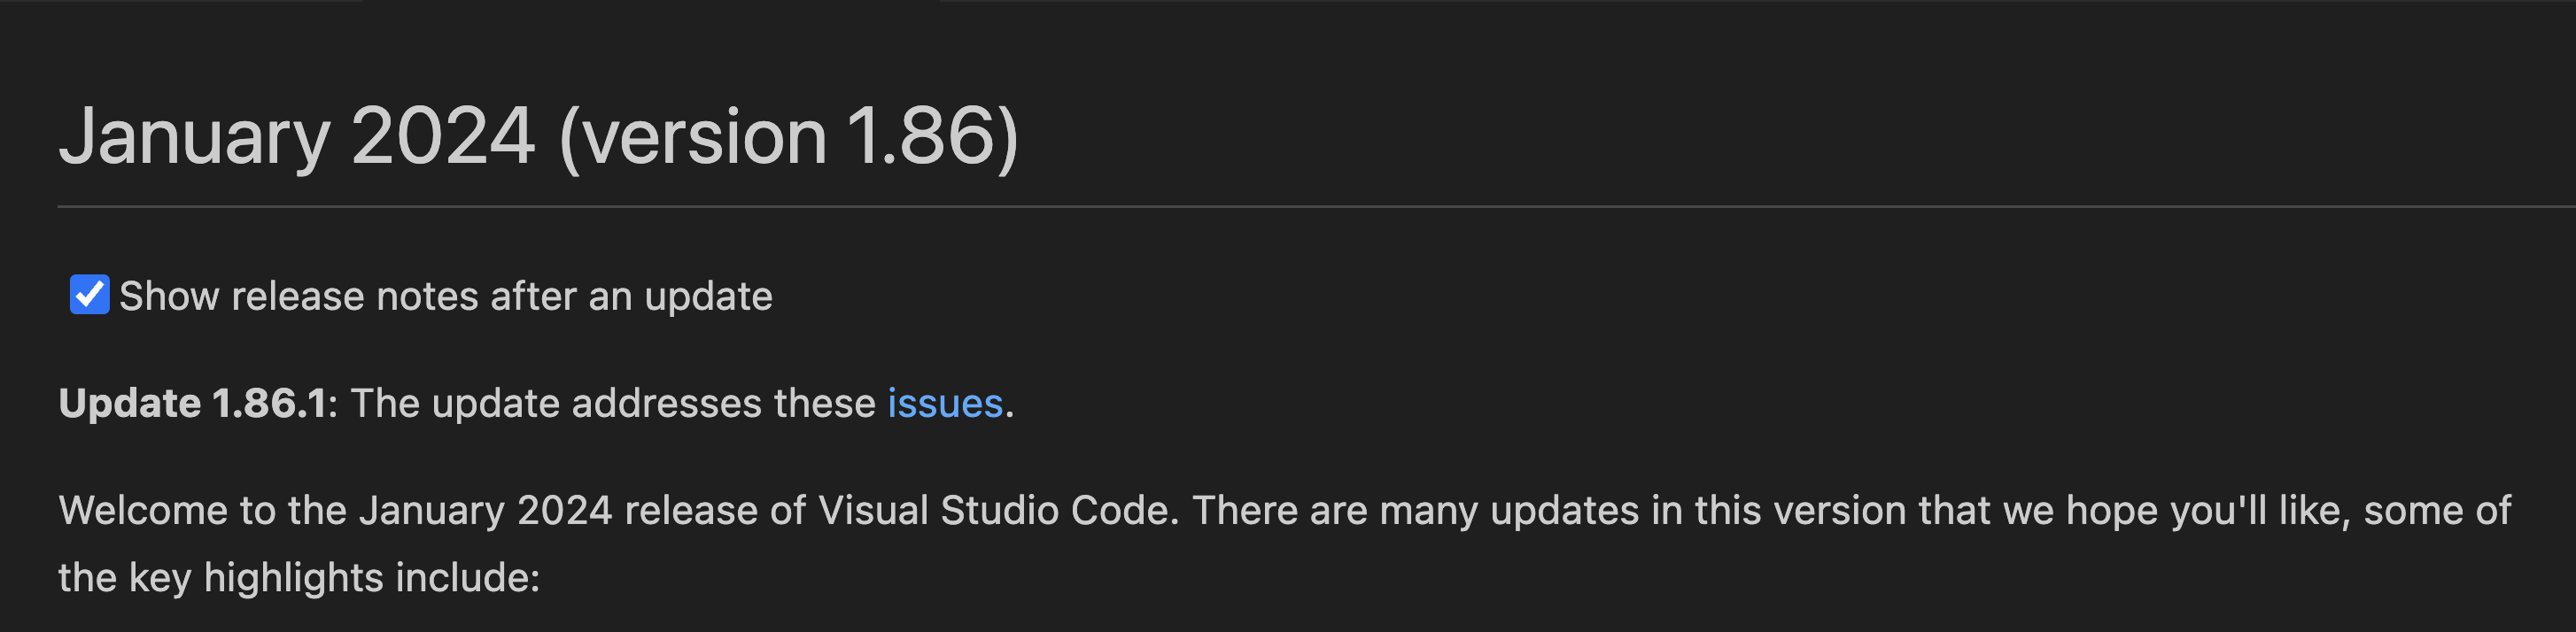 January 2024 (version 1.86)
Show release notes after an update
Update 1.86.1: The update addresses these issues.
Welcome to the January 2024 release of Visual Studio Code. There are many updates in this version that we hope you'll like, some of
the key highlights include: